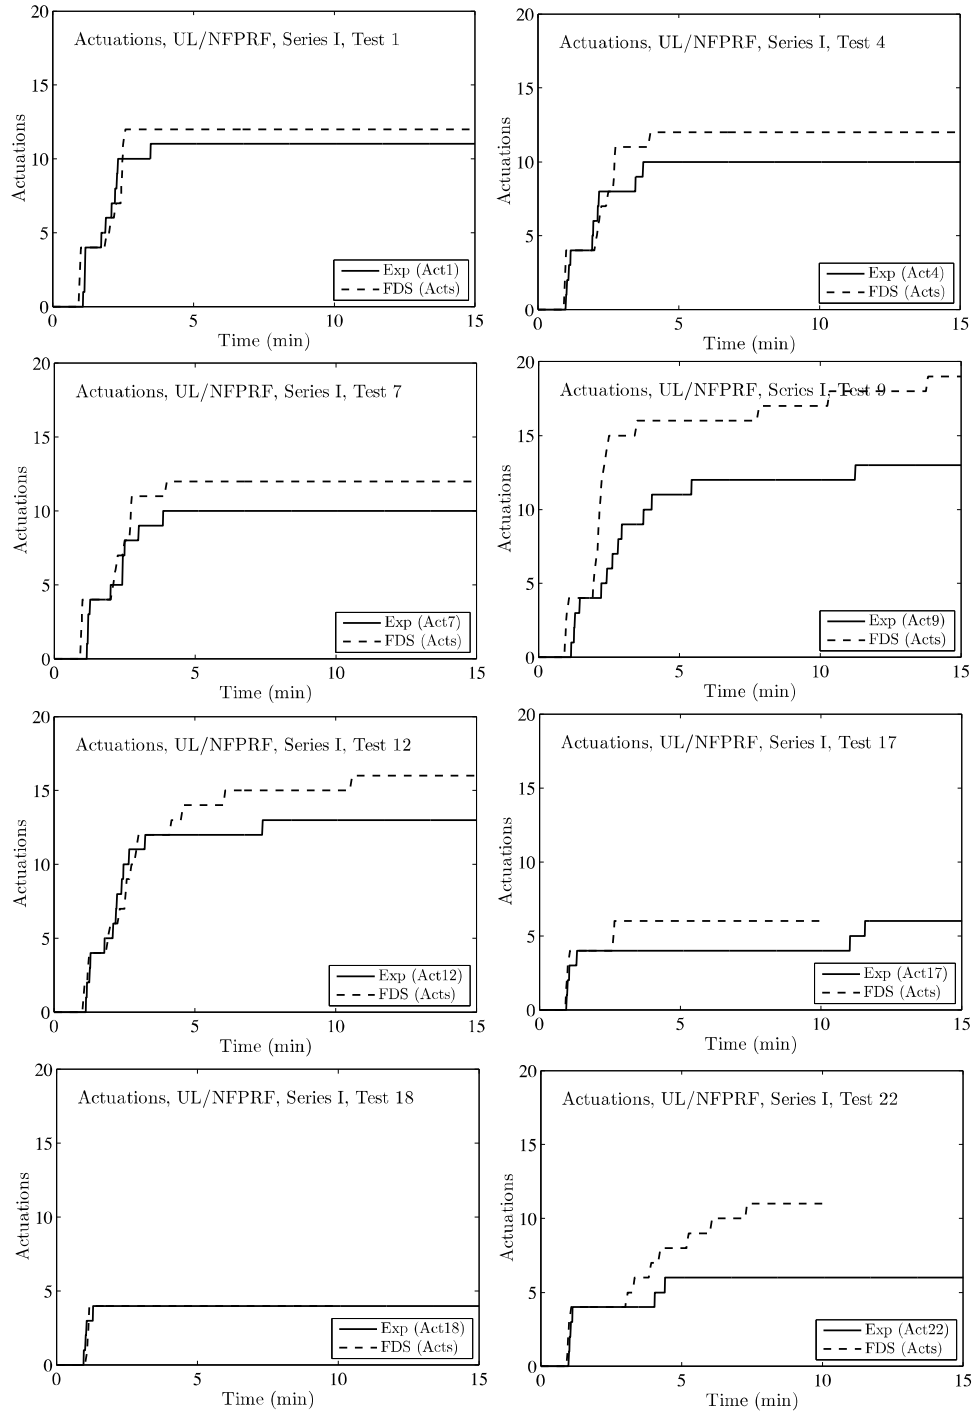 Actuations, UL/NFPRF, Series I, Test 1
20
15
10
5
0
Actuations
Exp (Act1)
FDS (Acts)
0 5 10 15
Time (min)
Actuations, UL/NFPRF, Series I, Test 4
20
15
10
5
0
Actuations
Exp (Act4)
FDS (Acts)
0 5 10 15
Time (min)
Actuations, UL/NFPRF, Series I, Test 7
20
15
10
5
0
Actuations
Exp (Act7)
FDS (Acts)
0 5 10 15
Time (min)
Actuations, UL/NFPRF, Series I, Test 9
20
15
10
5
0
Actuations
Exp (Act9)
FDS (Acts)
0 5 10 15
Time (min)
Actuations, UL/NFPRF, Series I, Test 12
20
15
10
5
0
Actuations
Exp (Act12)
FDS (Acts)
0 5 10 15
Time (min)
Actuations, UL/NFPRF, Series I, Test 17
20
15
10
5
0
Actuations
Exp (Act17)
FDS (Acts)
0 5 10 15
Time (min)
Actuations, UL/NFPRF, Series I, Test 18
20
15
10
5
0
Actuations
Exp (Act18)
FDS (Acts)
0 5 10 15
Time (min)
Actuations, UL/NFPRF, Series I, Test 22
20
15
10
5
0
Actuations
Exp (Act22)
FDS (Acts)
0 5 10 15
Time (min)